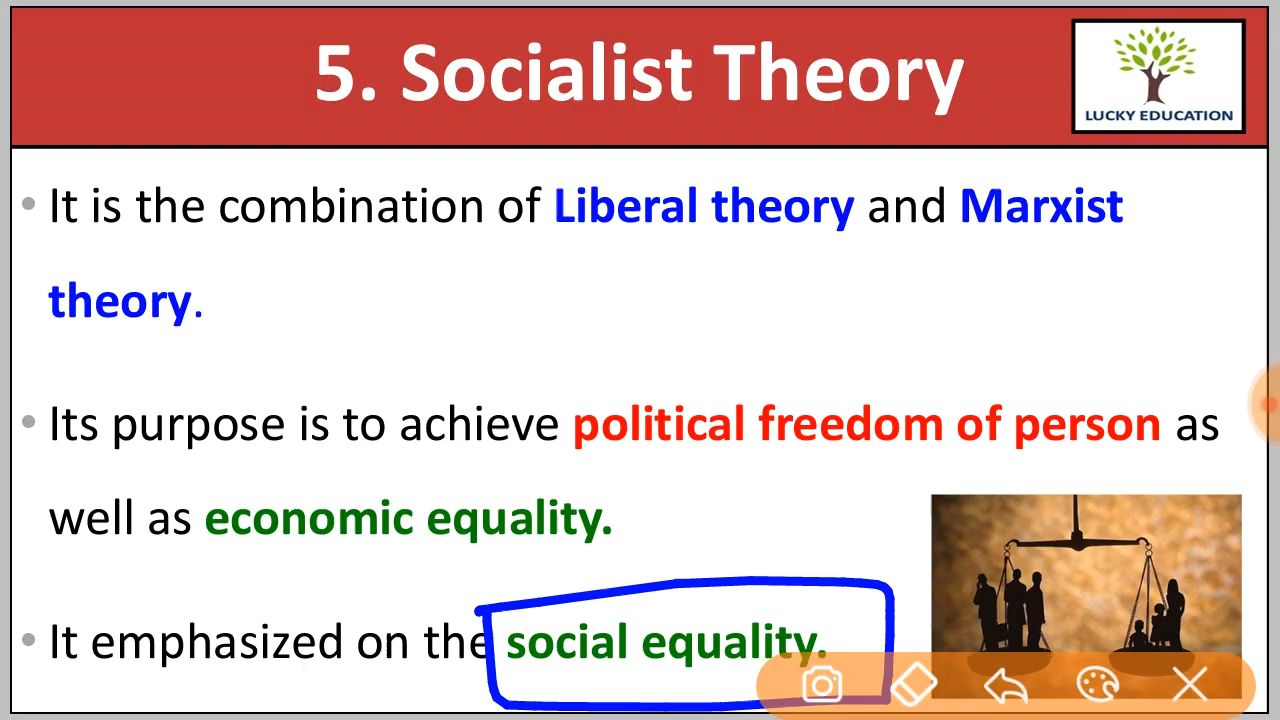 5. Socialist Theory
LUCKY EDUCATION
• It is the combination of Liberal theory and Marxist
theory.
• Its purpose is to achieve political freedom of person as
well as economic equality.
• It emphasized on the social equality.